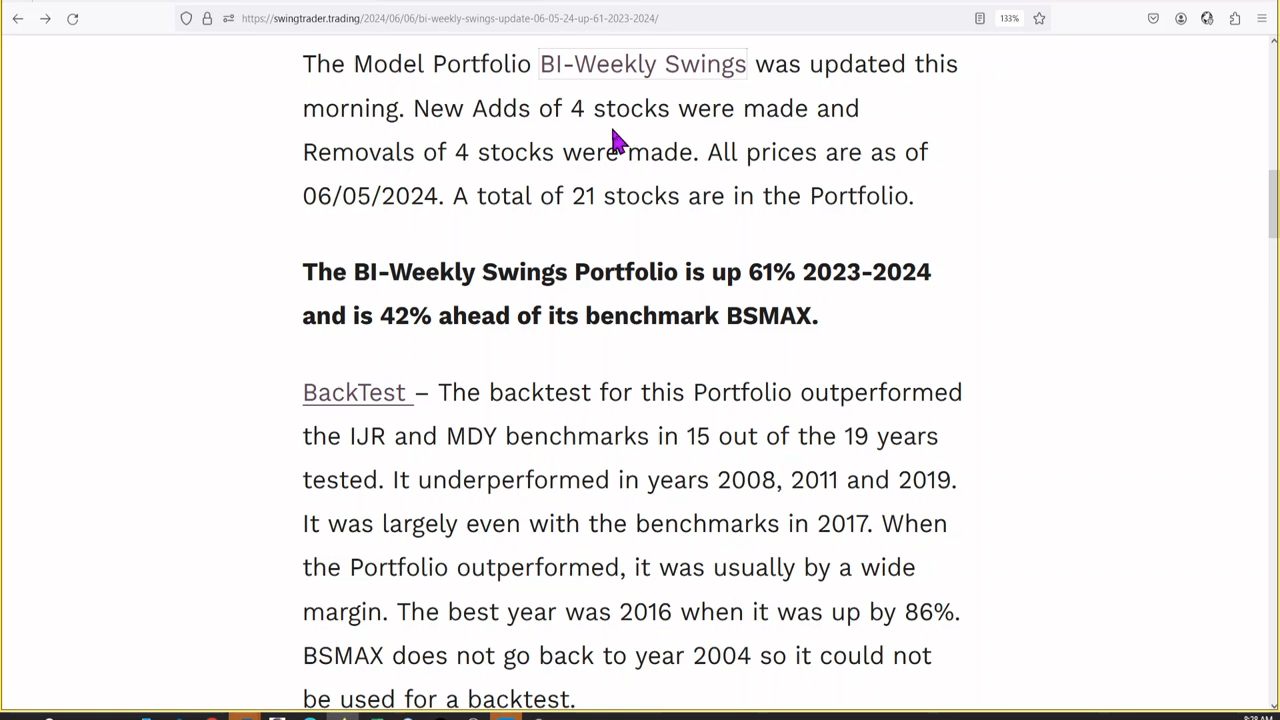 https://swingtrader.trading/2024/06/06/bi-weekly-swings-update-06-05-24-up-61-2023-2024/
133%
The Model Portfolio BI-Weekly Swings was updated this
morning. New Adds of 4 stocks were made and
Removals of 4 stocks were made. All prices are as of
06/05/2024. A total of 21 stocks are in the Portfolio.
The BI-Weekly Swings Portfolio is up 61% 2023-2024
and is 42% ahead of its benchmark BSMAX.
BackTest – The backtest for this Portfolio outperformed
the IJR and MDY benchmarks in 15 out of the 19 years
tested. It underperformed in years 2008, 2011 and 2019.
It was largely even with the benchmarks in 2017. When
the Portfolio outperformed, it was usually by a wide
margin. The best year was 2016 when it was up by 86%.
BSMAX does not go back to year 2004 so it could not
be used for a backtest.